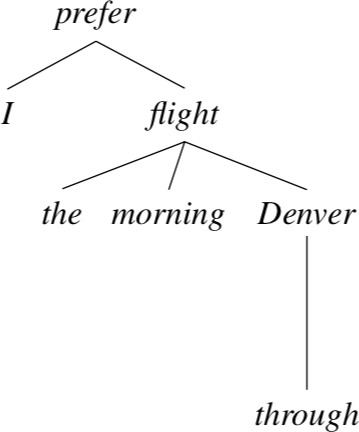 prefer
I flight
the morning Denver
through